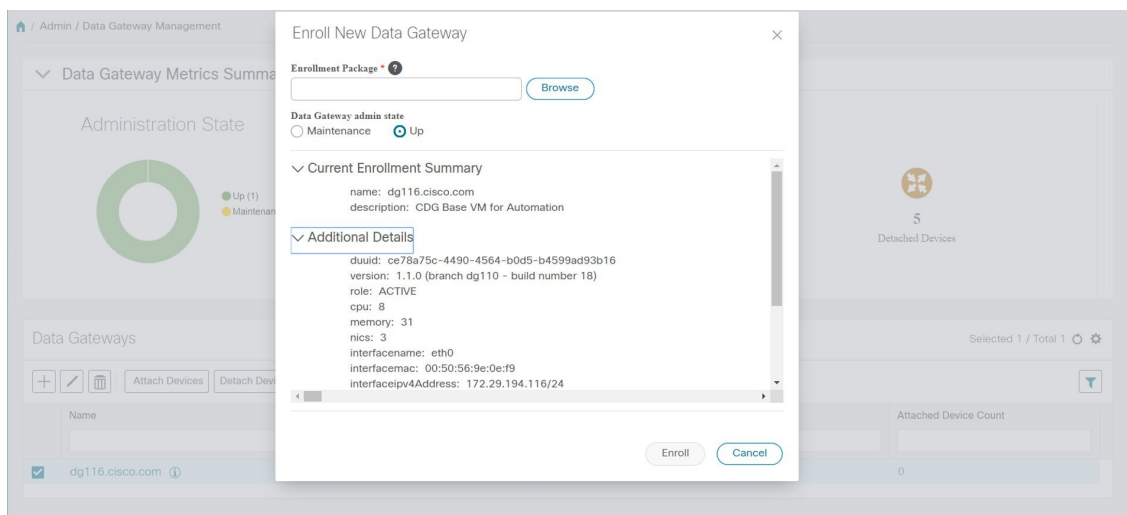 / Admin / Data Gateway Management
Data Gateway Metrics Summa
Administration State
Up (1)
Maintenan
5
Detached Devices
Data Gateways
Selected 1 / Total 1
Attach Devices
Detach Devi
Name
Attached Device Count
dg116.cisco.com
0
Enroll New Data Gateway
Enrollment Package * ?
Browse
Data Gateway admin state
Maintenance Up
Current Enrollment Summary
name: dg116.cisco.com
description: CDG Base VM for Automation
Additional Details
duuid: ce78a75c-4490-4564-b0d5-b4599ad93b16
version: 1.1.0 (branch dg110 - build number 18)
role: ACTIVE
cpu: 8
memory: 31
nics: 3
interfacename: eth0
interfacemac: 00:50:56:9e:0e:f9
interfaceipv4Address: 172.29.194.116/24
Enroll
Cancel